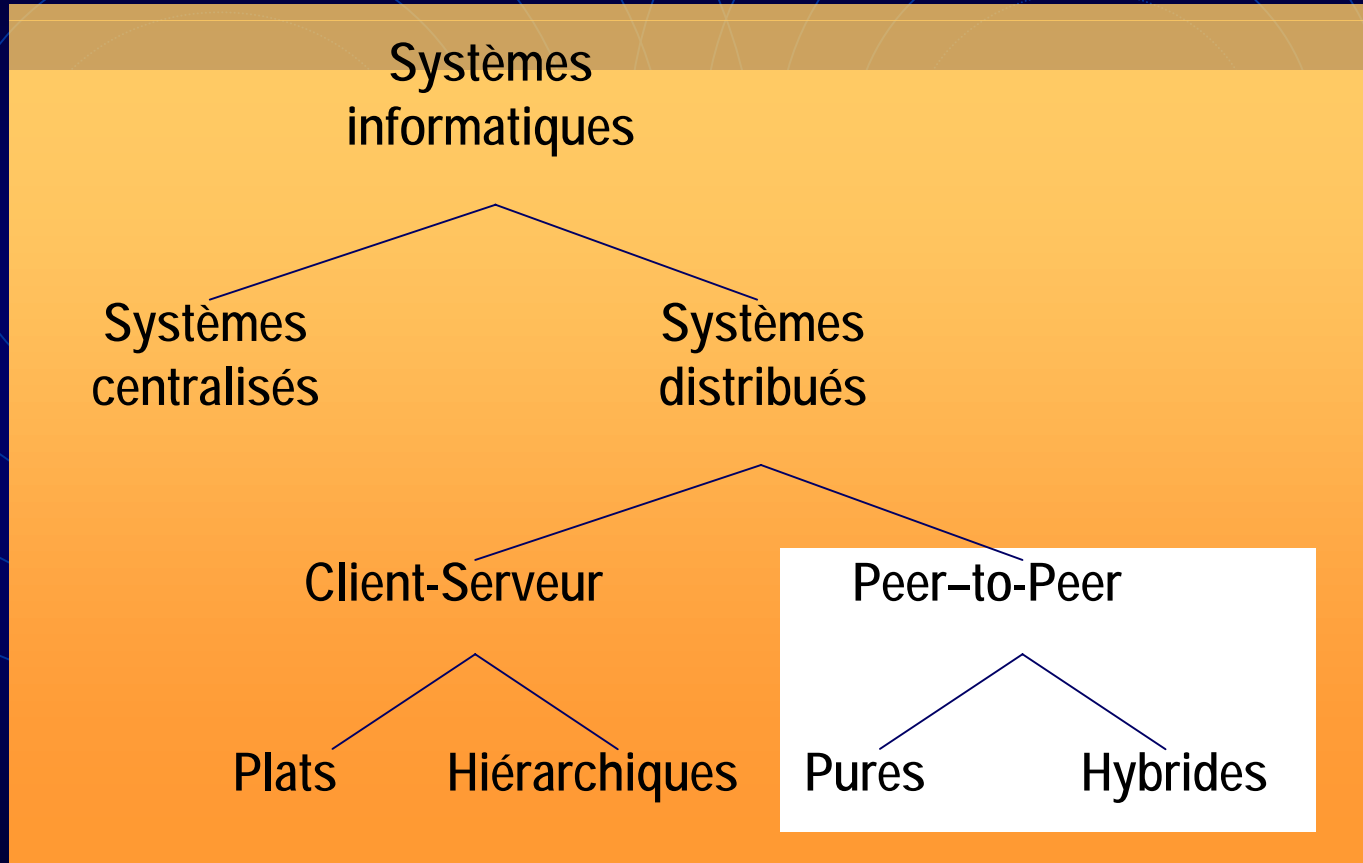 Systèmes
informatiques
Systèmes
centralisés
Systèmes
distribués
Client-Serveur
Peer–to-Peer
Plats
Hiérarchiques
Pures
Hybrides